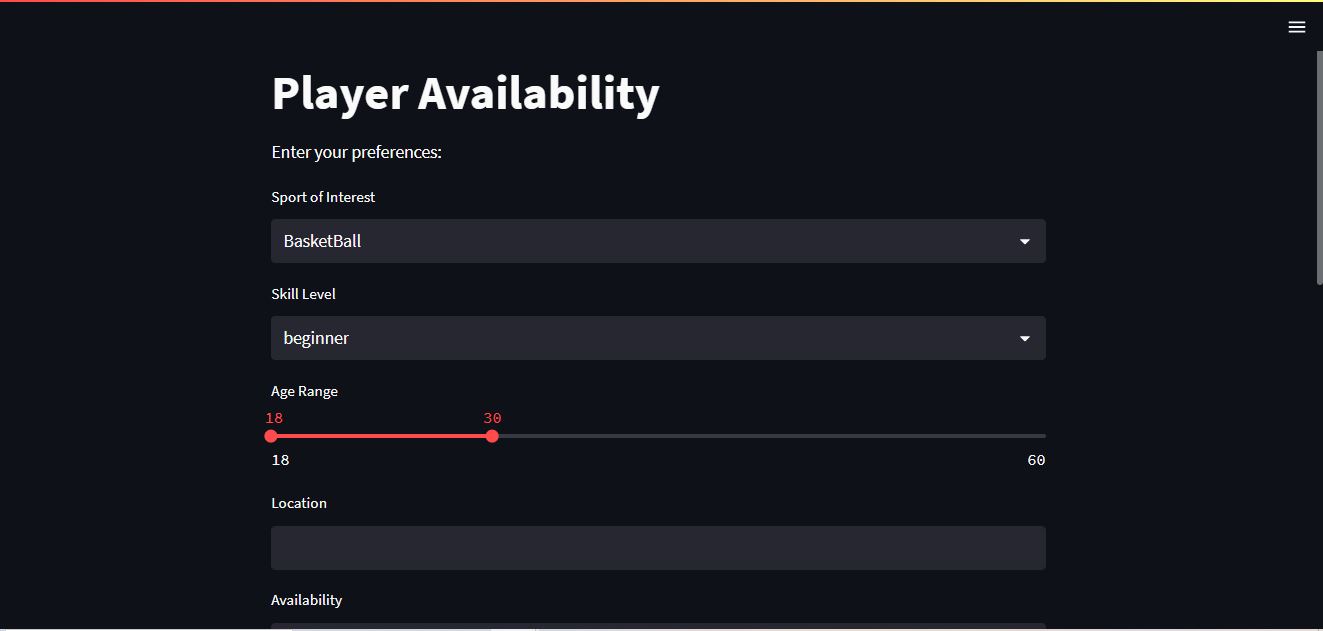 Player Availability
Enter your preferences:
Sport of Interest
BasketBall
Skill Level
beginner
Age Range
18 30
18 60
Location
Availability